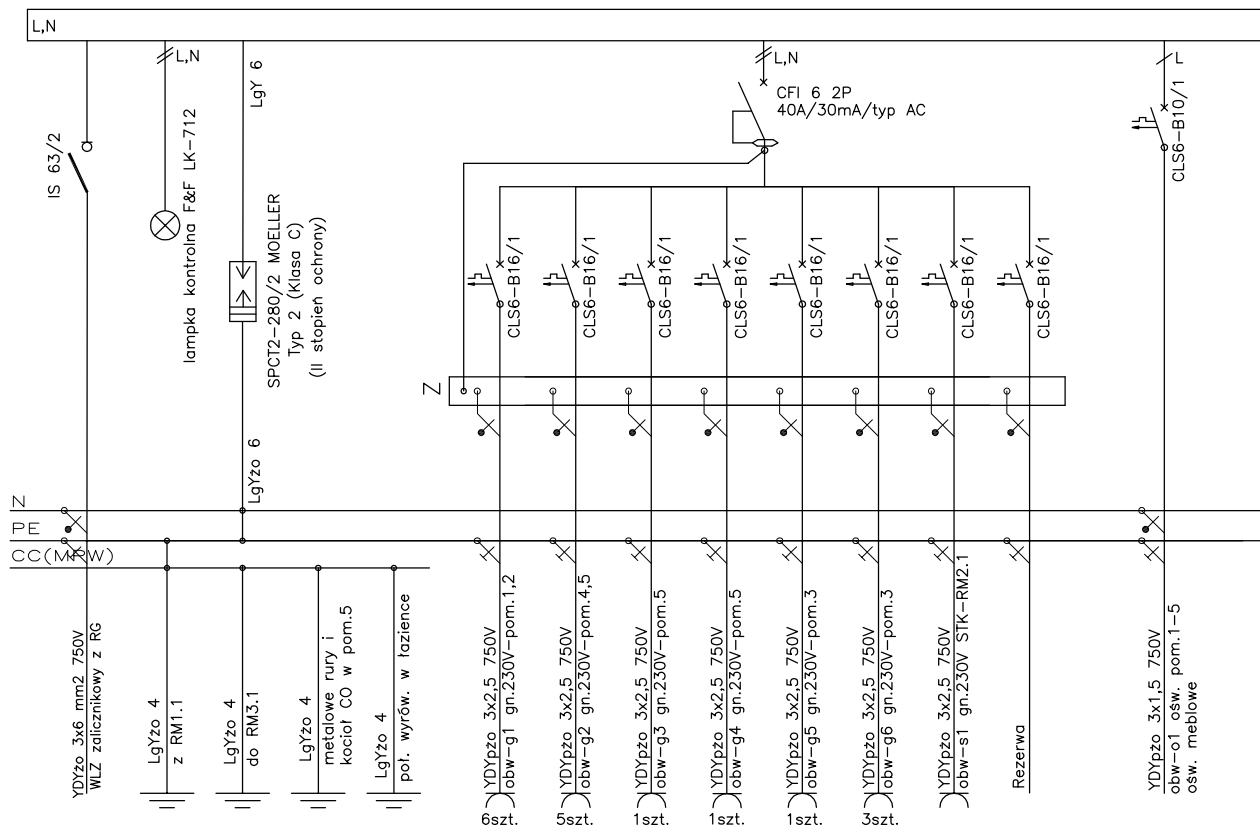 L,N
L,N
L,N
L
IS 63/2
lampka kontrolna F&F LK-712
LgY 6
SPCT2-280/2 MOELLER
Typ 2 (Klasa C)
(II stopień ochrony)
LgYżo 6
CFI 6 2P
40A/30mA/typ AC
CLS6-B10/1
CLS6-B16/1
CLS6-B16/1
CLS6-B16/1
CLS6-B16/1
CLS6-B16/1
CLS6-B16/1
CLS6-B16/1
CLS6-B16/1
Z
N
PE
CC(MPW)
YDYżo 3x6 mm2 750V
WLZ zalicznikowy z RG
LgYżo 4
z RM1.1
LgYżo 4
do RM3.1
LgYżo 4
metalowe rury i
kocioł CO w pom.5
LgYżo 4
poł. wyrów. w łazience
YDYpżo 3x2,5 750V
obw-g1 gn.230V-pom.1,2
YDYpżo 3x2,5 750V
obw-g2 gn.230V-pom.4,5
YDYpżo 3x2,5 750V
obw-g3 gn.230V-pom.5
YDYpżo 3x2,5 750V
obw-g4 gn.230V-pom.5
YDYpżo 3x2,5 750V
obw-g5 gn.230V-pom.3
YDYpżo 3x2,5 750V
obw-g6 gn.230V-pom.3
YDYpżo 3x2,5 750V
obw-s1 gn.230V STK-RM2.1
Rezerwa
YDYpżo 3x1,5 750V
obw-o1 ośw. pom.1-5
ośw. meblowe
6szt.
5szt.
1szt.
1szt.
1szt.
3szt.